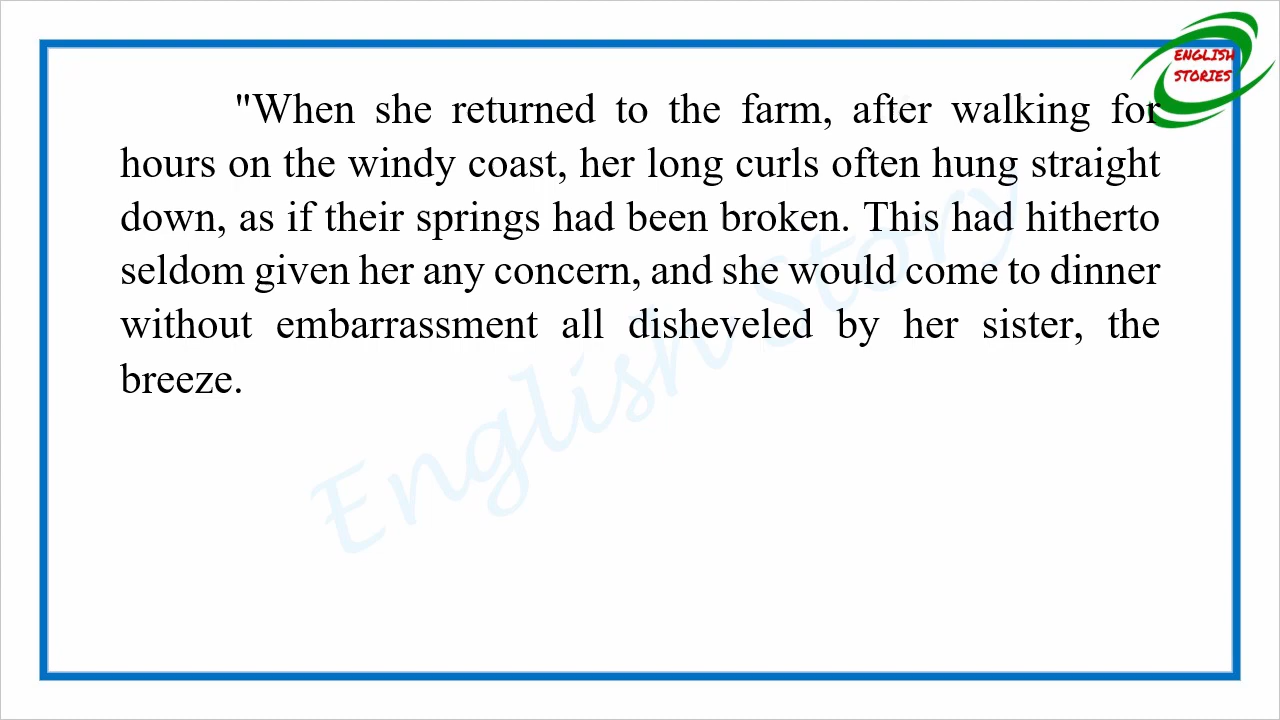 ENGLISH
STORIES
"When she returned to the farm, after walking for
hours on the windy coast, her long curls often hung straight
down, as if their springs had been broken. This had hitherto
seldom given her any concern, and she would come to dinner
without embarrassment all disheveled by her sister, the
breeze.
English Story